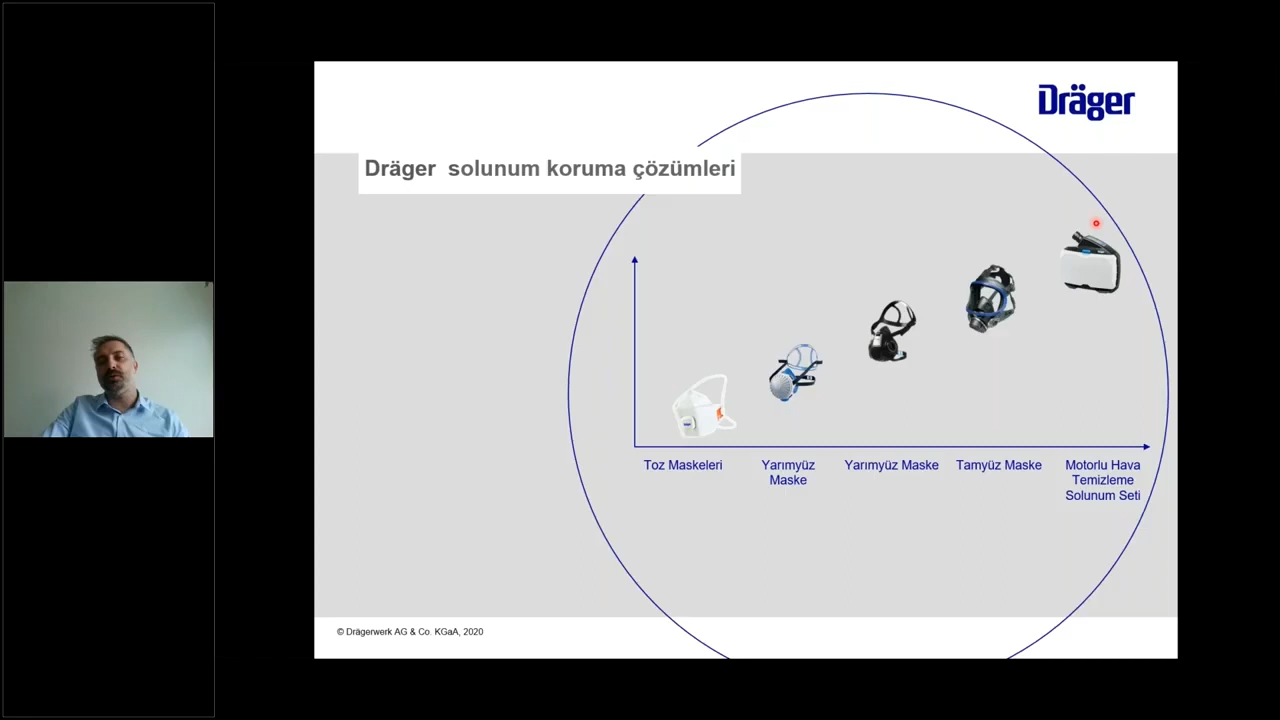 Dräger
Dräger solunum koruma çözümleri
Toz Maskeleri
Yarımyüz
Maske
Yarımyüz Maske
Tamyüz Maske
Motorlu Hava
Temizleme
Solunum Seti
© Drägerwerk AG & Co. KGaA, 2020